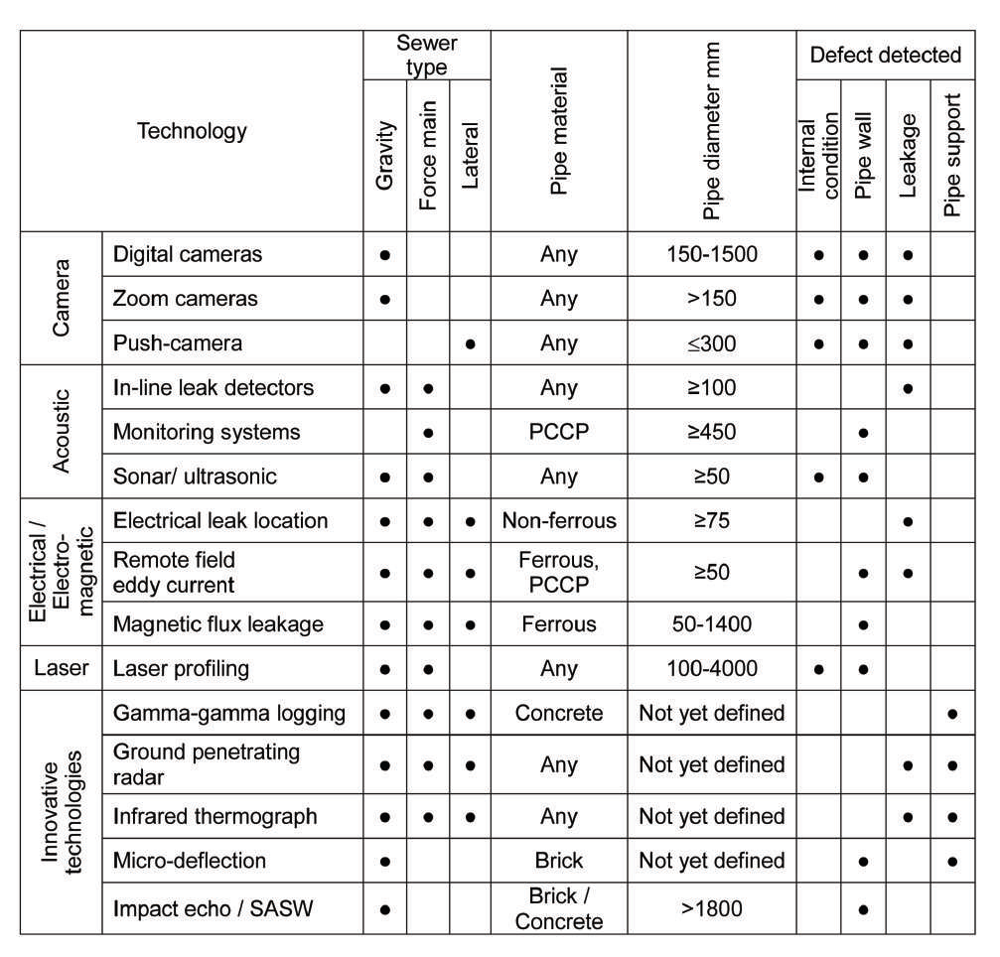 Technology
Sewer
type
Gravity
Force main
Lateral
Pipe material
Pipe diameter mm
Defect detected
Internal
condition
Pipe wall
Leakage
Pipe support
Camera
Digital cameras ● Any 150-1500 ● ● ●
Zoom cameras ● Any >150 ● ● ●
Push-camera ● Any ≤300 ● ● ●
Acoustic
In-line leak detectors ● ● Any ≥100 ●
Monitoring systems ● PCCP ≥450 ●
Sonar/ ultrasonic ● ● Any ≥50 ● ●
Electrical /
Electro-
magnetic
Electrical leak location ● ● ● Non-ferrous ≥75 ●
Remote field
eddy current ● ● ● Ferrous,
PCCP ≥50 ● ●
Magnetic flux leakage ● ● ● Ferrous 50-1400 ●
Laser
Laser profiling ● ● Any 100-4000 ● ●
Innovative
technologies
Gamma-gamma logging ● ● ● Concrete Not yet defined ●
Ground penetrating
radar ● ● ● Any Not yet defined ● ●
Infrared thermograph ● ● ● Any Not yet defined ● ●
Micro-deflection ● Brick Not yet defined ● ●
Impact echo / SASW ● Brick /
Concrete >1800 ●